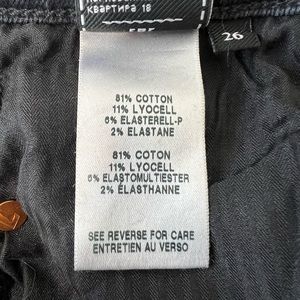 квартира 18
26
81% COTTON
11% LYOCELL
6% ELASTERELL-P
2% ELASTANE
81% COTON
11% LYOCELL
6% ELASTOMULTIESTER
2% ÉLASTHANNE
SEE REVERSE FOR CARE
ENTRETIEN AU VERSO